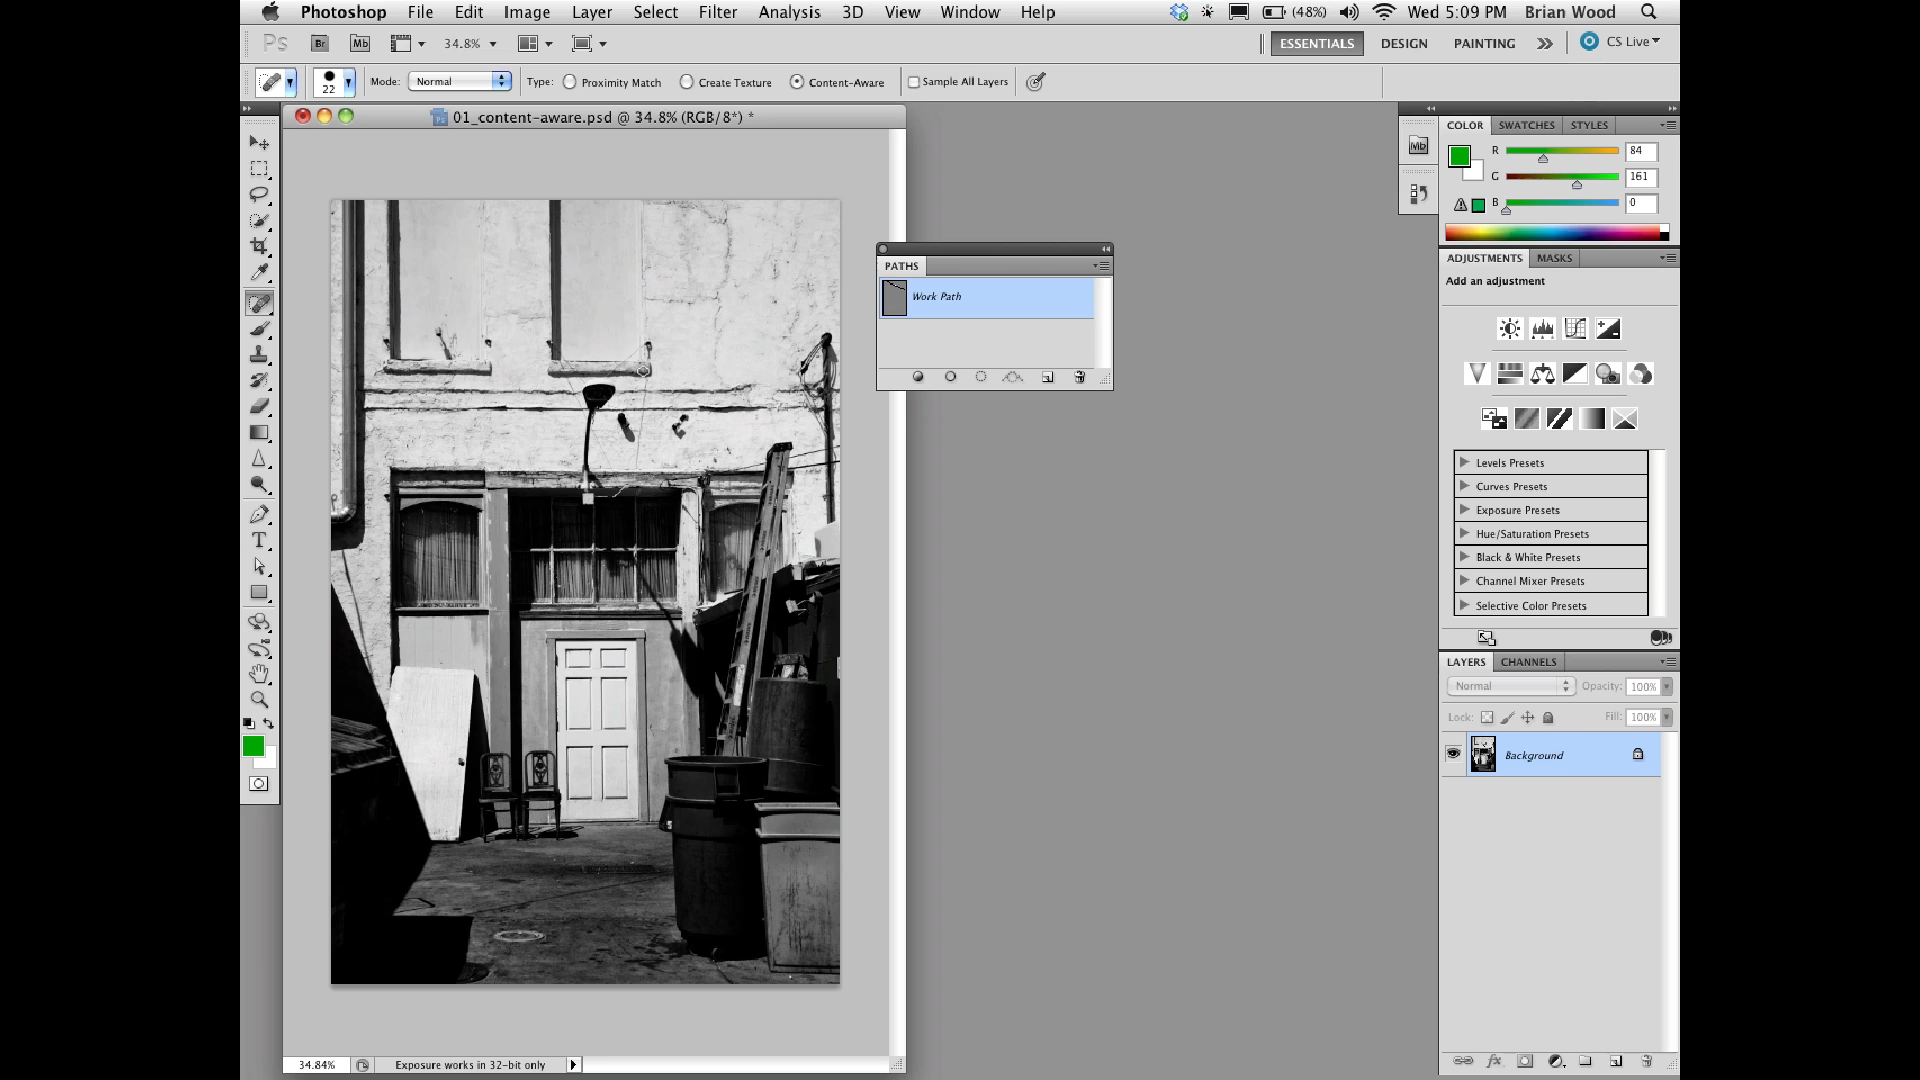 Photoshop File Edit Image Layer Select Filter Analysis 3D View Window Help (48%) Wed 5:09 PM Brian Wood
Ps Br Mb 34.8% ESSENTIALS DESIGN PAINTING CS Live
22 Mode: Normal Type: Proximity Match Create Texture Content-Aware Sample All Layers
01_content-aware.psd @ 34.8% (RGB/8*) *
PATHS
Work Path
Mb
COLOR SWATCHES STYLES
R 84
G 161
B 0
ADJUSTMENTS MASKS
Add an adjustment
Levels Presets
Curves Presets
Exposure Presets
Hue/Saturation Presets
Black & White Presets
Channel Mixer Presets
Selective Color Presets
LAYERS CHANNELS
Normal Opacity: 100%
Lock: Fill: 100%
Background
34.84% Exposure works in 32-bit only